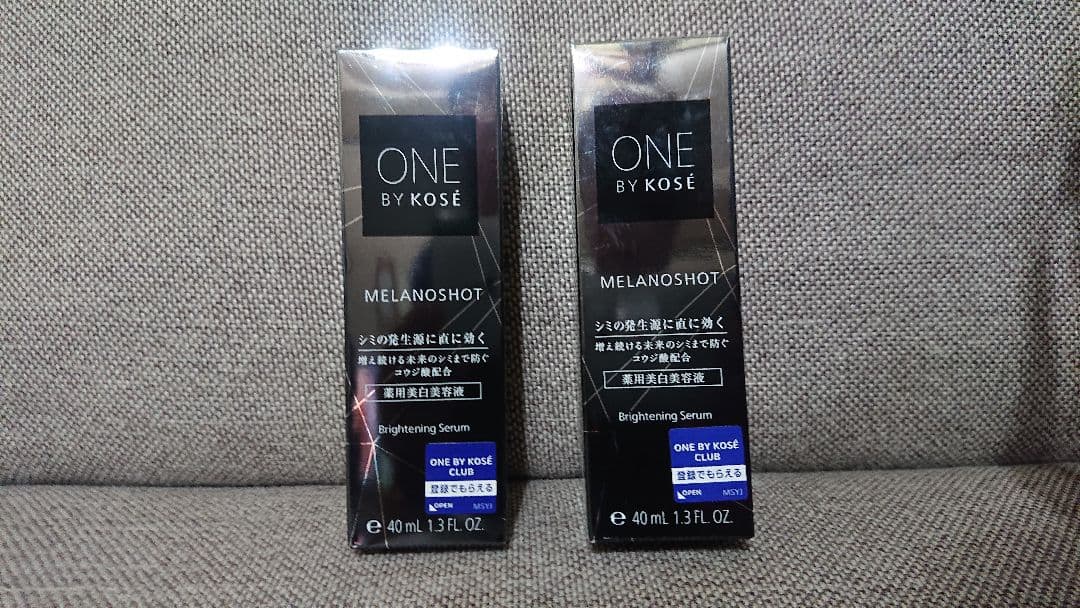 ONE
BY KOSÉ
MELANOSHOT
シミの発生源に直に効く
増え続ける未来のシミまで防ぐ
コウジ酸配合
薬用美白美容液
Brightening Serum
ONE BY KOSÉ
CLUB
登録でもらえる
OPEN MSY1
e 40 mL 1.3 FL. OZ.
ONE
BY KOSÉ
MELANOSHOT
シミの発生源に直に効く
増え続ける未来のシミまで防ぐ
コウジ酸配合
薬用美白美容液
Brightening Serum
ONE BY KOSÉ
CLUB
登録でもらえる
OPEN MSY1
e 40 mL 1.3 FL. OZ.